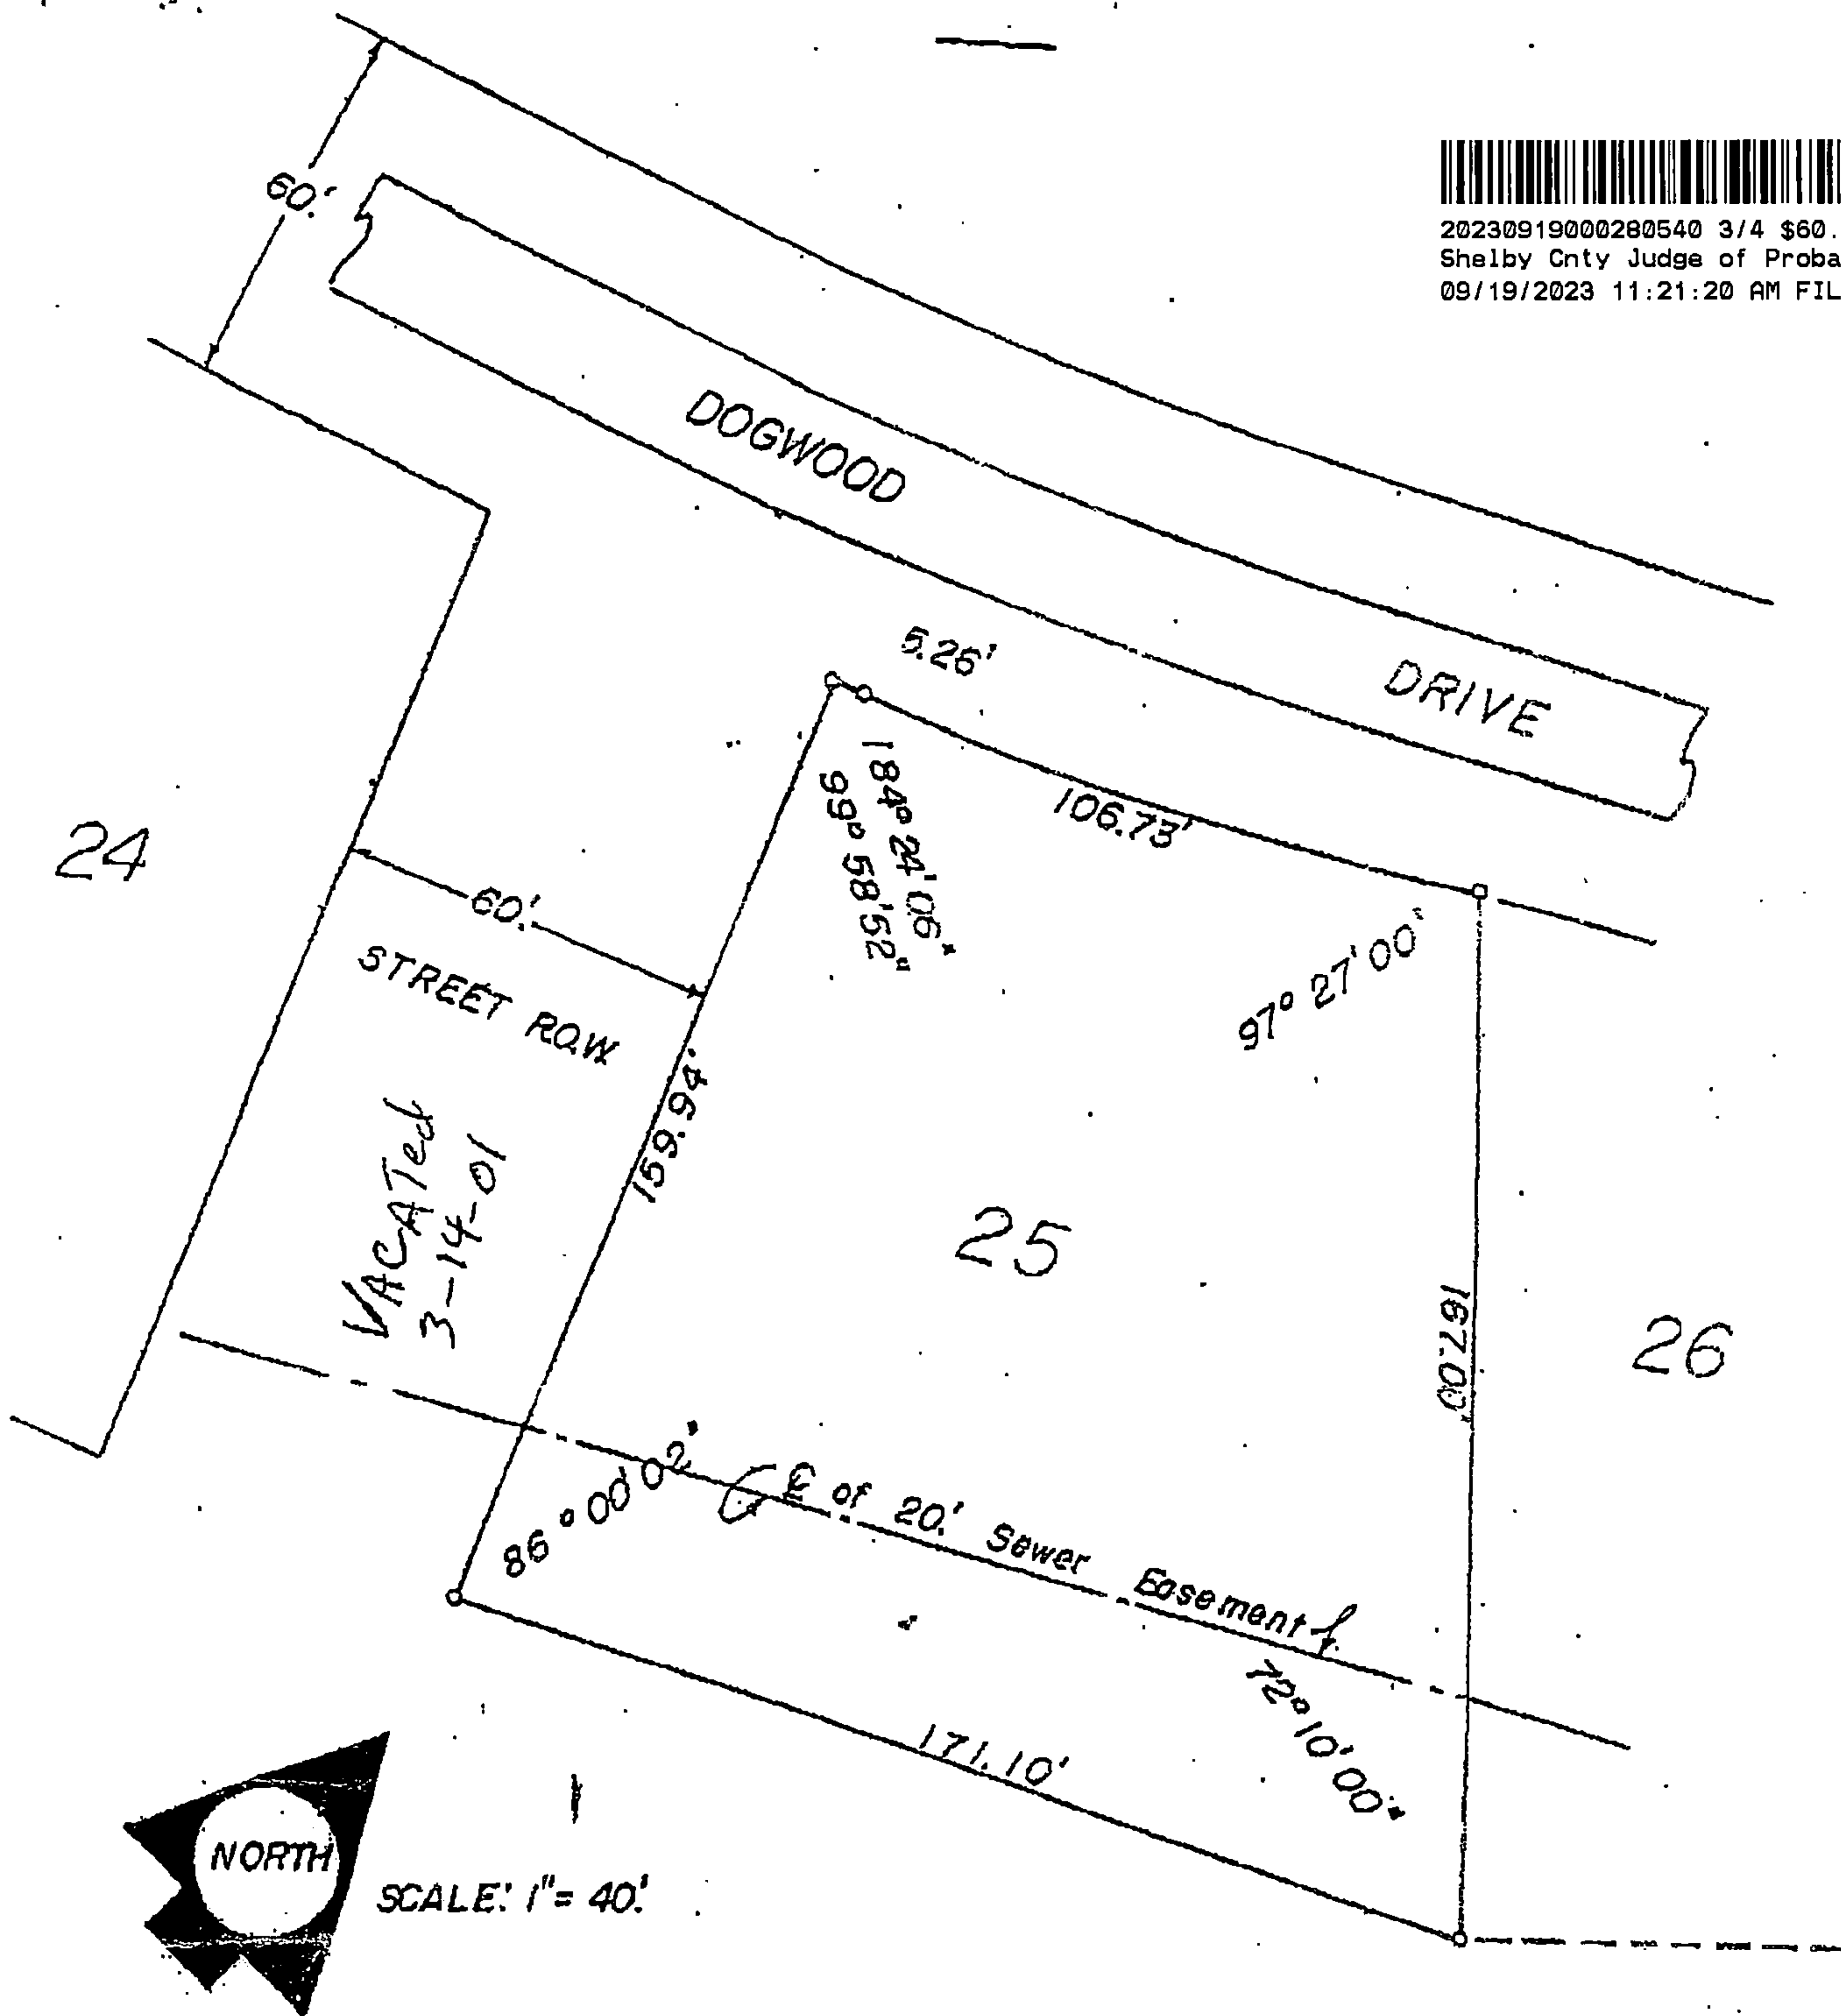 60.'
20230919000280540 3/4 $60.
Shelby Cnty Judge of Proba
09/19/2023 11:21:20 AM FIL
DOGWOOD
DRIVE
5.26'
106.73'
184° 24' 06"
99° 58' 52"
97° 27' 00"
24
60.'
STREET ROW
159.94'
VACATed
3-14-01
25
167.00'
26
86° 00' 02"
℄ of 20.' Sewer Easement
72° 10' 00"
171.10'
NORTH
SCALE: 1"= 40.'